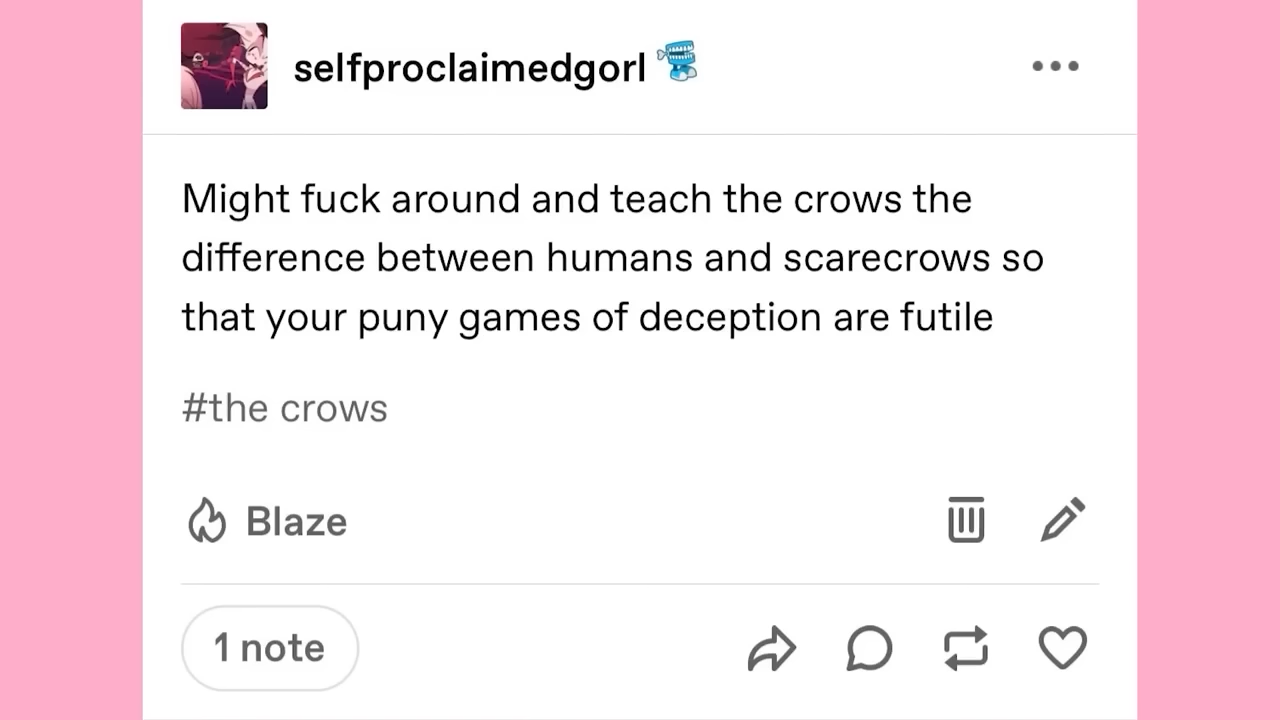 selfproclaimedgorl
Might fuck around and teach the crows the
difference between humans and scarecrows so
that your puny games of deception are futile
#the crows
Blaze
1 note